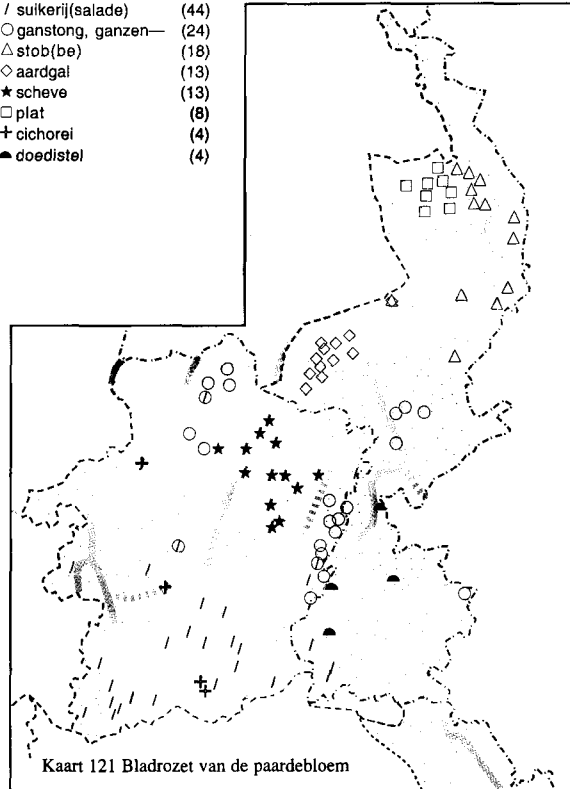 / suikerij(salade) (44)
○ ganstong, ganzen— (24)
△ stob(be) (18)
◇ aardgal (13)
★ scheve (13)
□ plat (8)
+ cichorei (4)
◖ doedistel (4)
Kaart 121 Bladrozet van de paardebloem